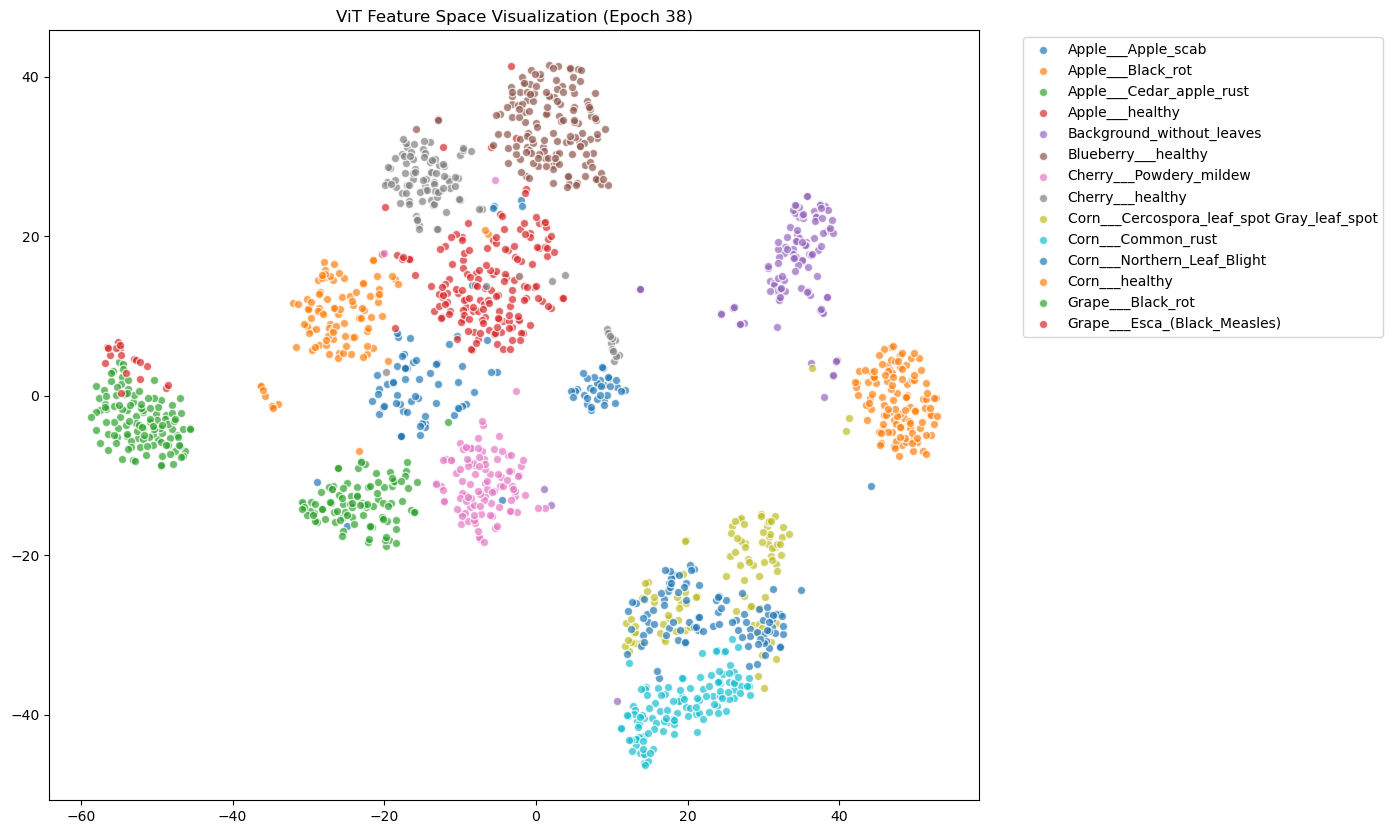 ViT Feature Space Visualization (Epoch 38)
40
20
0
−20
−40
−60
−40
−20
0
20
40
Apple___Apple_scab
Apple___Black_rot
Apple___Cedar_apple_rust
Apple___healthy
Background_without_leaves
Blueberry___healthy
Cherry___Powdery_mildew
Cherry___healthy
Corn___Cercospora_leaf_spot Gray_leaf_spot
Corn___Common_rust
Corn___Northern_Leaf_Blight
Corn___healthy
Grape___Black_rot
Grape___Esca_(Black_Measles)